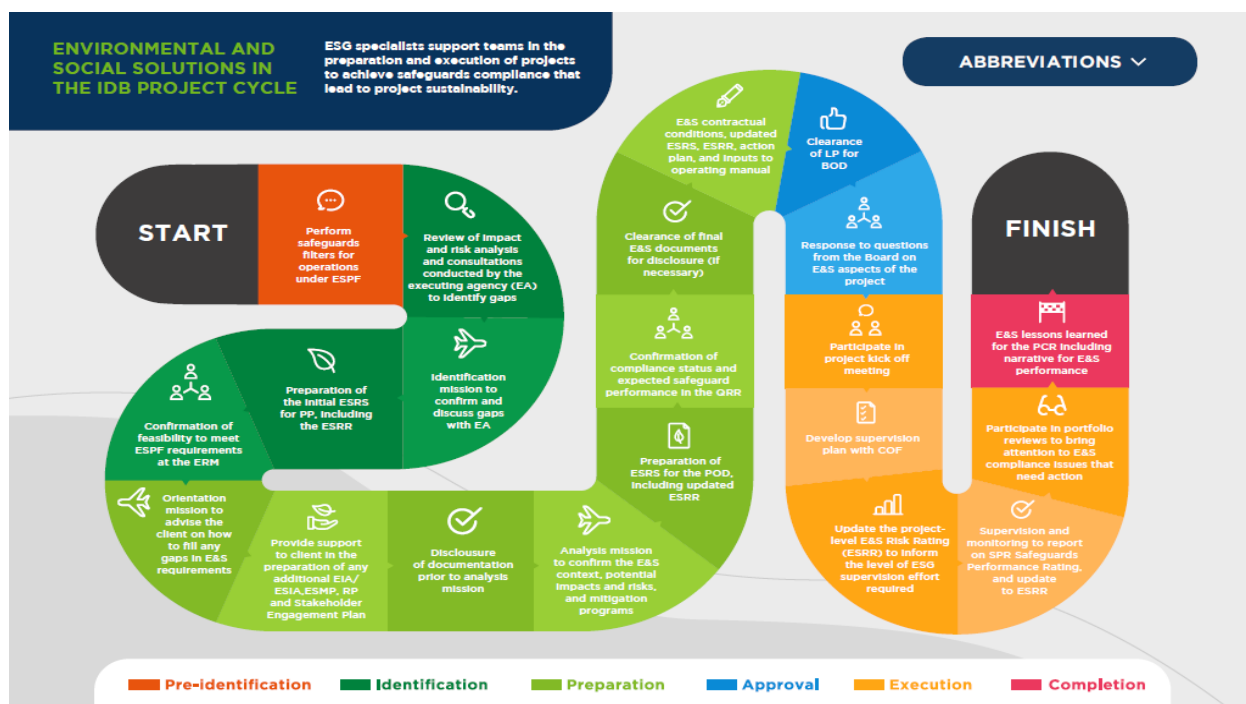 ENVIRONMENTAL AND
SOCIAL SOLUTIONS IN
THE IDB PROJECT CYCLE
ESG specialists support teams in the
preparation and execution of projects
to achieve safeguards compliance that
lead to project sustainability.
ABBREVIATIONS
START
Perform
safeguards
filters for
operations
under ESPF
Review of impact
and risk analysis
and consultations
conducted by the
executing agency (EA)
to identify gaps
Identification
mission to
confirm and
discuss gaps
with EA
Preparation of
the initial ESRS
for PP, including
the ESRR
Confirmation of
feasibility to meet
ESPF requirements
at the ERM
Orientation
mission to
advise the
client on how
to fill any
gaps in E&S
requirements
Provide support
to client in the
preparation of any
additional EIA/
ESIA,ESMP, RP
and Stakeholder
Engagement Plan
Disclousure
of documentation
prior to analysis
mission
Analysis mission
to confirm the E&S
context, potential
impacts and risks,
and mitigation
programs
Preparation of
ESRS for the POD,
including updated
ESRR
Confirmation of
compliance status and
expected safeguard
performance in the QRR
Clearance of final
E&S documents
for disclosure (if
necessary)
E&S contractual
conditions, updated
ESRS, ESRR, action
plan, and inputs to
operating manual
Clearance
of LP for
BOD
Response to questions
from the Board on
E&S aspects of the
project
Participate in
project kick off
meeting
Develop supervision
plan with COF
Update the project-
level E&S Risk Rating
(ESRR) to inform
the level of ESG
supervision effort
required
Supervision and
monitoring to report
on SPR Safeguards
Performance Rating,
and update
to ESRR
Participate in portfolio
reviews to bring
attention to E&S
compliance issues that
need action
E&S lessons learned
for the PCR including
narrative for E&S
performance
FINISH
Pre-identification
Identification
Preparation
Approval
Execution
Completion